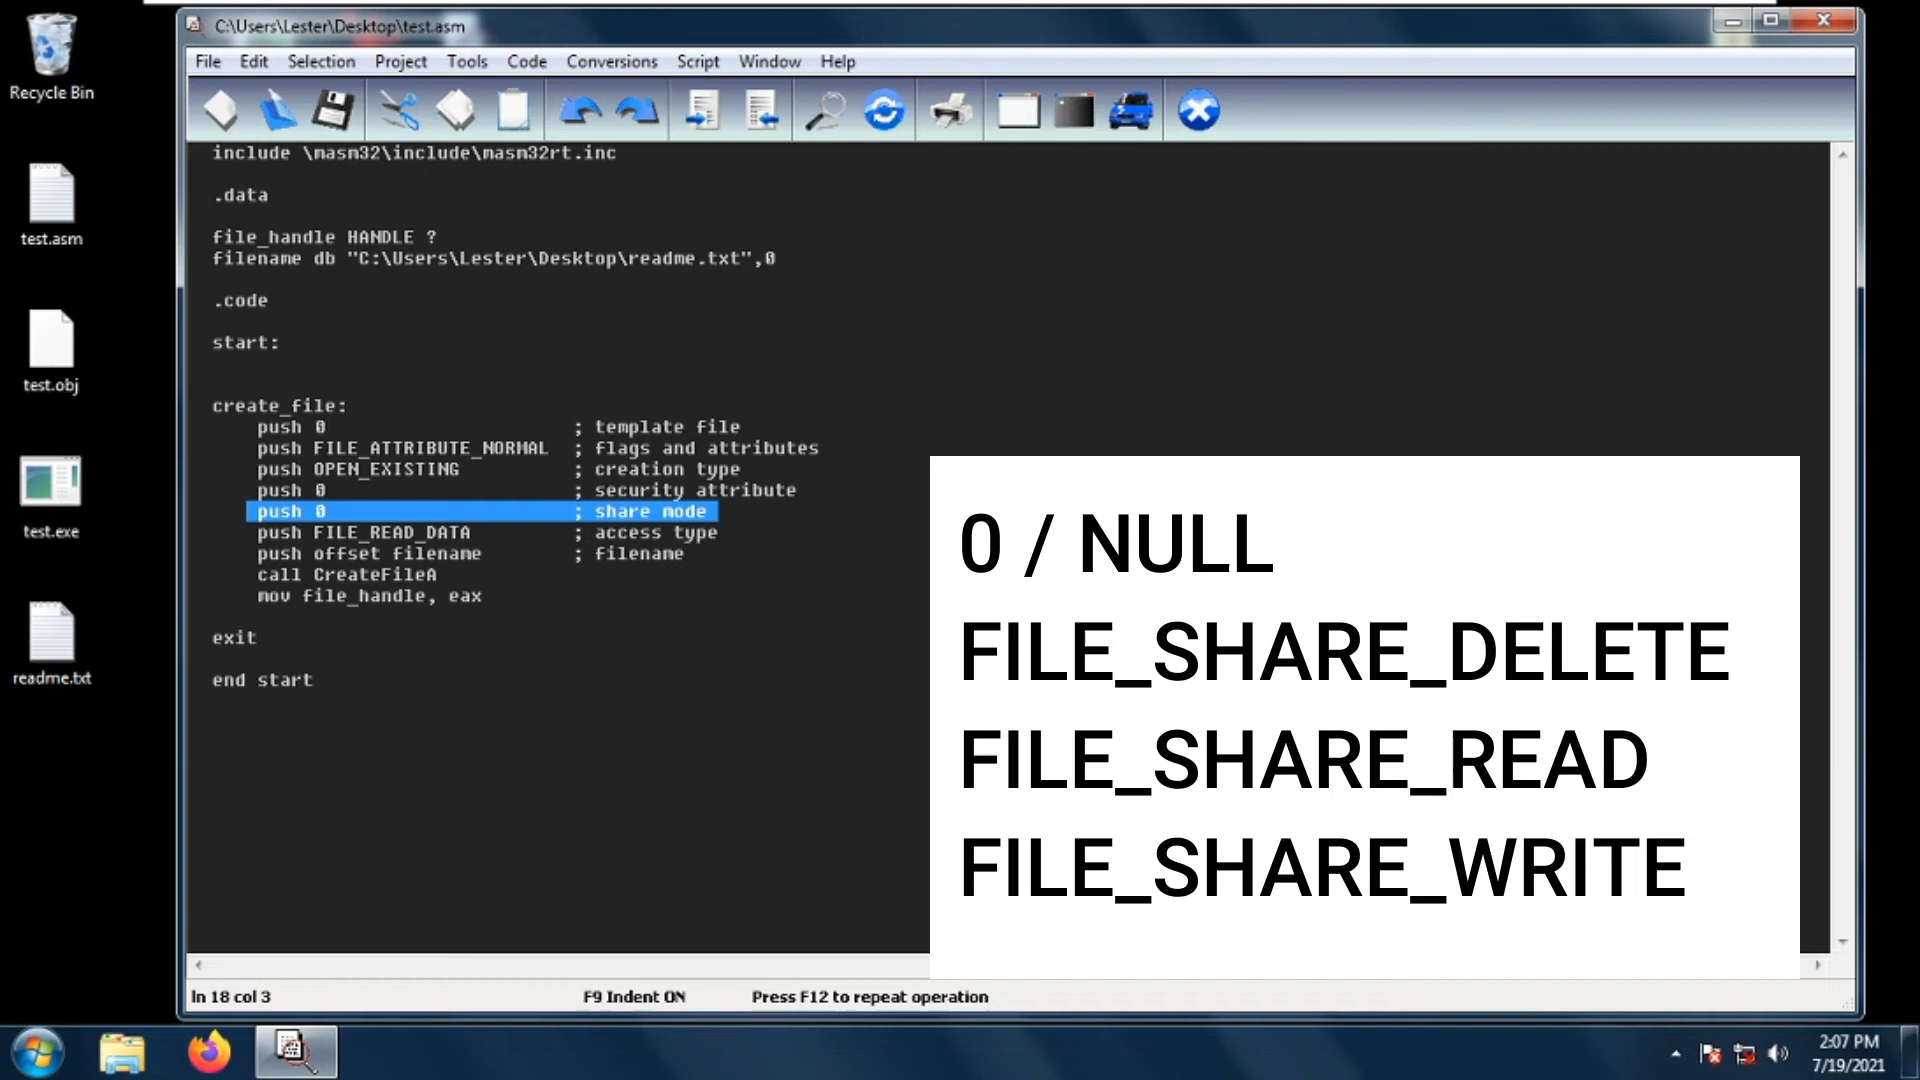 C:\Users\Lester\Desktop\test.asm
File Edit Selection Project Tools Code Conversions Script Window Help
Recycle Bin
test.asm
test.obj
test.exe
readme.txt
include \masm32\include\masm32rt.inc
.data
file_handle HANDLE ?
filename db "C:\Users\Lester\Desktop\readme.txt",0
.code
start:
create_file:
push 0 ; template file
push FILE_ATTRIBUTE_NORMAL ; flags and attributes
push OPEN_EXISTING ; creation type
push 0 ; security attribute
push 0 ; share mode
push FILE_READ_DATA ; access type
push offset filename ; filename
call CreateFileA
mov file_handle, eax
exit
end start
0 / NULL
FILE_SHARE_DELETE
FILE_SHARE_READ
FILE_SHARE_WRITE
ln 18 col 3 F9 Indent ON Press F12 to repeat operation
2:07 PM
7/19/2021